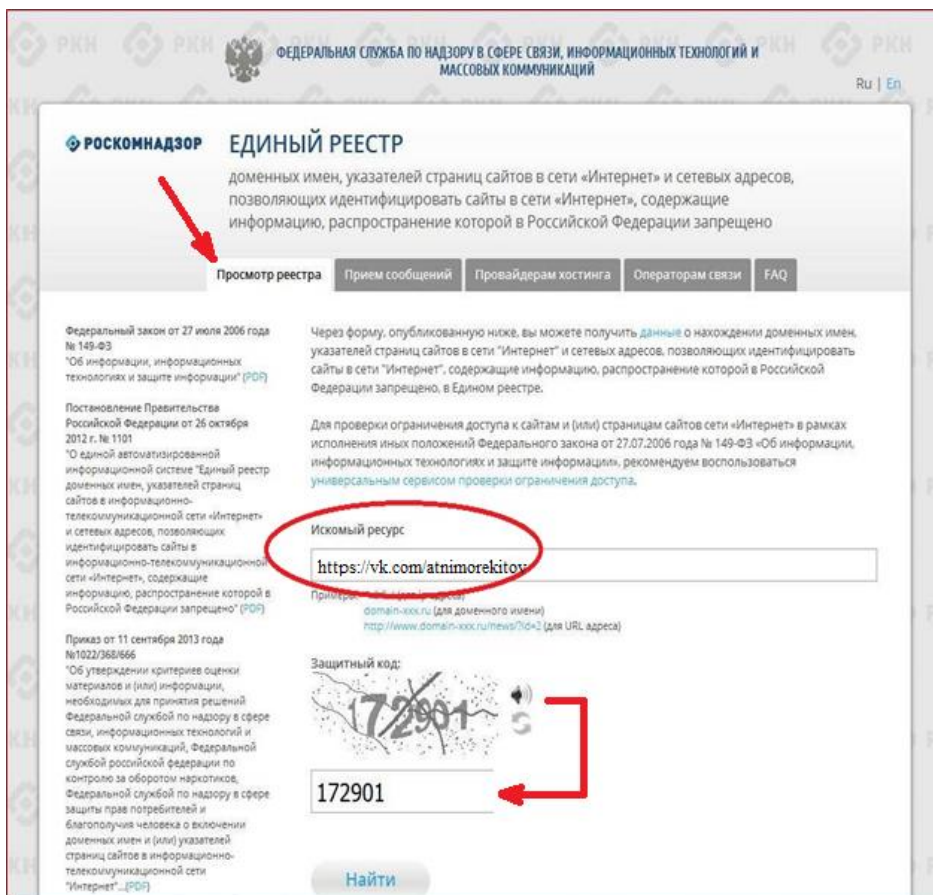 ФЕДЕРАЛЬНАЯ СЛУЖБА ПО НАДЗОРУ В СФЕРЕ СВЯЗИ, ИНФОРМАЦИОННЫХ ТЕХНОЛОГИЙ И
МАССОВЫХ КОММУНИКАЦИЙ
Ru | En
РОСКОМНАДЗОР
ЕДИНЫЙ РЕЕСТР
доменных имен, указателей страниц сайтов в сети «Интернет» и сетевых адресов,
позволяющих идентифицировать сайты в сети «Интернет», содержащие
информацию, распространение которой в Российской Федерации запрещено
Просмотр реестра
Прием сообщений
Провайдерам хостинга
Операторам связи
FAQ
Федеральный закон от 27 июля 2006 года
№ 149-ФЗ
"Об информации, информационных
технологиях и защите информации" (PDF)
Постановление Правительства
Российской Федерации от 26 октября
2012 г. № 1101
"О единой автоматизированной
информационной системе "Единый реестр
доменных имен, указателей страниц
сайтов в информационно-
телекоммуникационной сети «Интернет»
и сетевых адресов, позволяющих
идентифицировать сайты в
информационно-телекоммуникационной
сети «Интернет», содержащие
информацию, распространение которой в
Российской Федерации запрещено" (PDF)
Приказ от 11 сентября 2013 года
№1022/368/666
"Об утверждении критериев оценки
материалов и (или) информации,
необходимых для принятия решений
Федеральной службой по надзору в сфере
связи, информационных технологий и
массовых коммуникаций, Федеральной
службой российской федерации по
контролю за оборотом наркотиков,
Федеральной службой по надзору в сфере
защиты прав потребителей и
благополучия человека о включении
доменных имен и (или) указателей
страниц сайтов в информационно-
телекоммуникационной сети
"Интернет"...(PDF)
Через форму, опубликованную ниже, вы можете получить данные о нахождении доменных имен,
указателей страниц сайтов в сети "Интернет" и сетевых адресов, позволяющих идентифицировать
сайты в сети "Интернет", содержащие информацию, распространение которой в Российской
Федерации запрещено, в Едином реестре.
Для проверки ограничения доступа к сайтам и (или) страницам сайтов сети «Интернет» в рамках
исполнения иных положений Федерального закона от 27.07.2006 года № 149-ФЗ «Об информации,
информационных технологиях и защите информации», рекомендуем воспользоваться
универсальным сервисом проверки ограничения доступа.
Искомый ресурс
https://vk.com/atnimorekitov
(для
domain-xxx.ru (для доменного имени)
http://www.domain-xxx.ru/news/?id=2 (для URL адреса)
Защитный код:
172901
172901
Найти